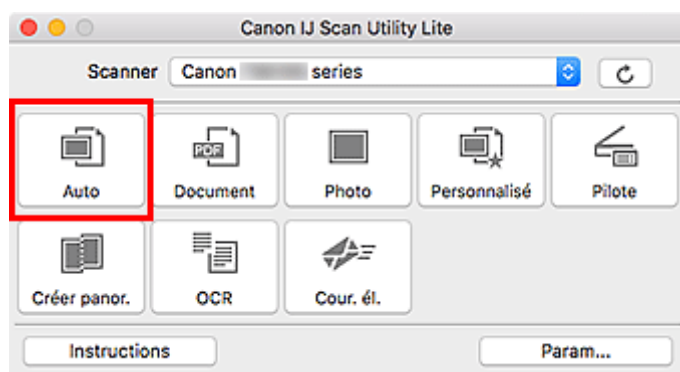 Canon IJ Scan Utility Lite
Scanner Canon series
Auto
PDF
Document
Photo
Personnalisé
Pilote
Créer panor.
OCR
Cour. él.
Instructions
Param...